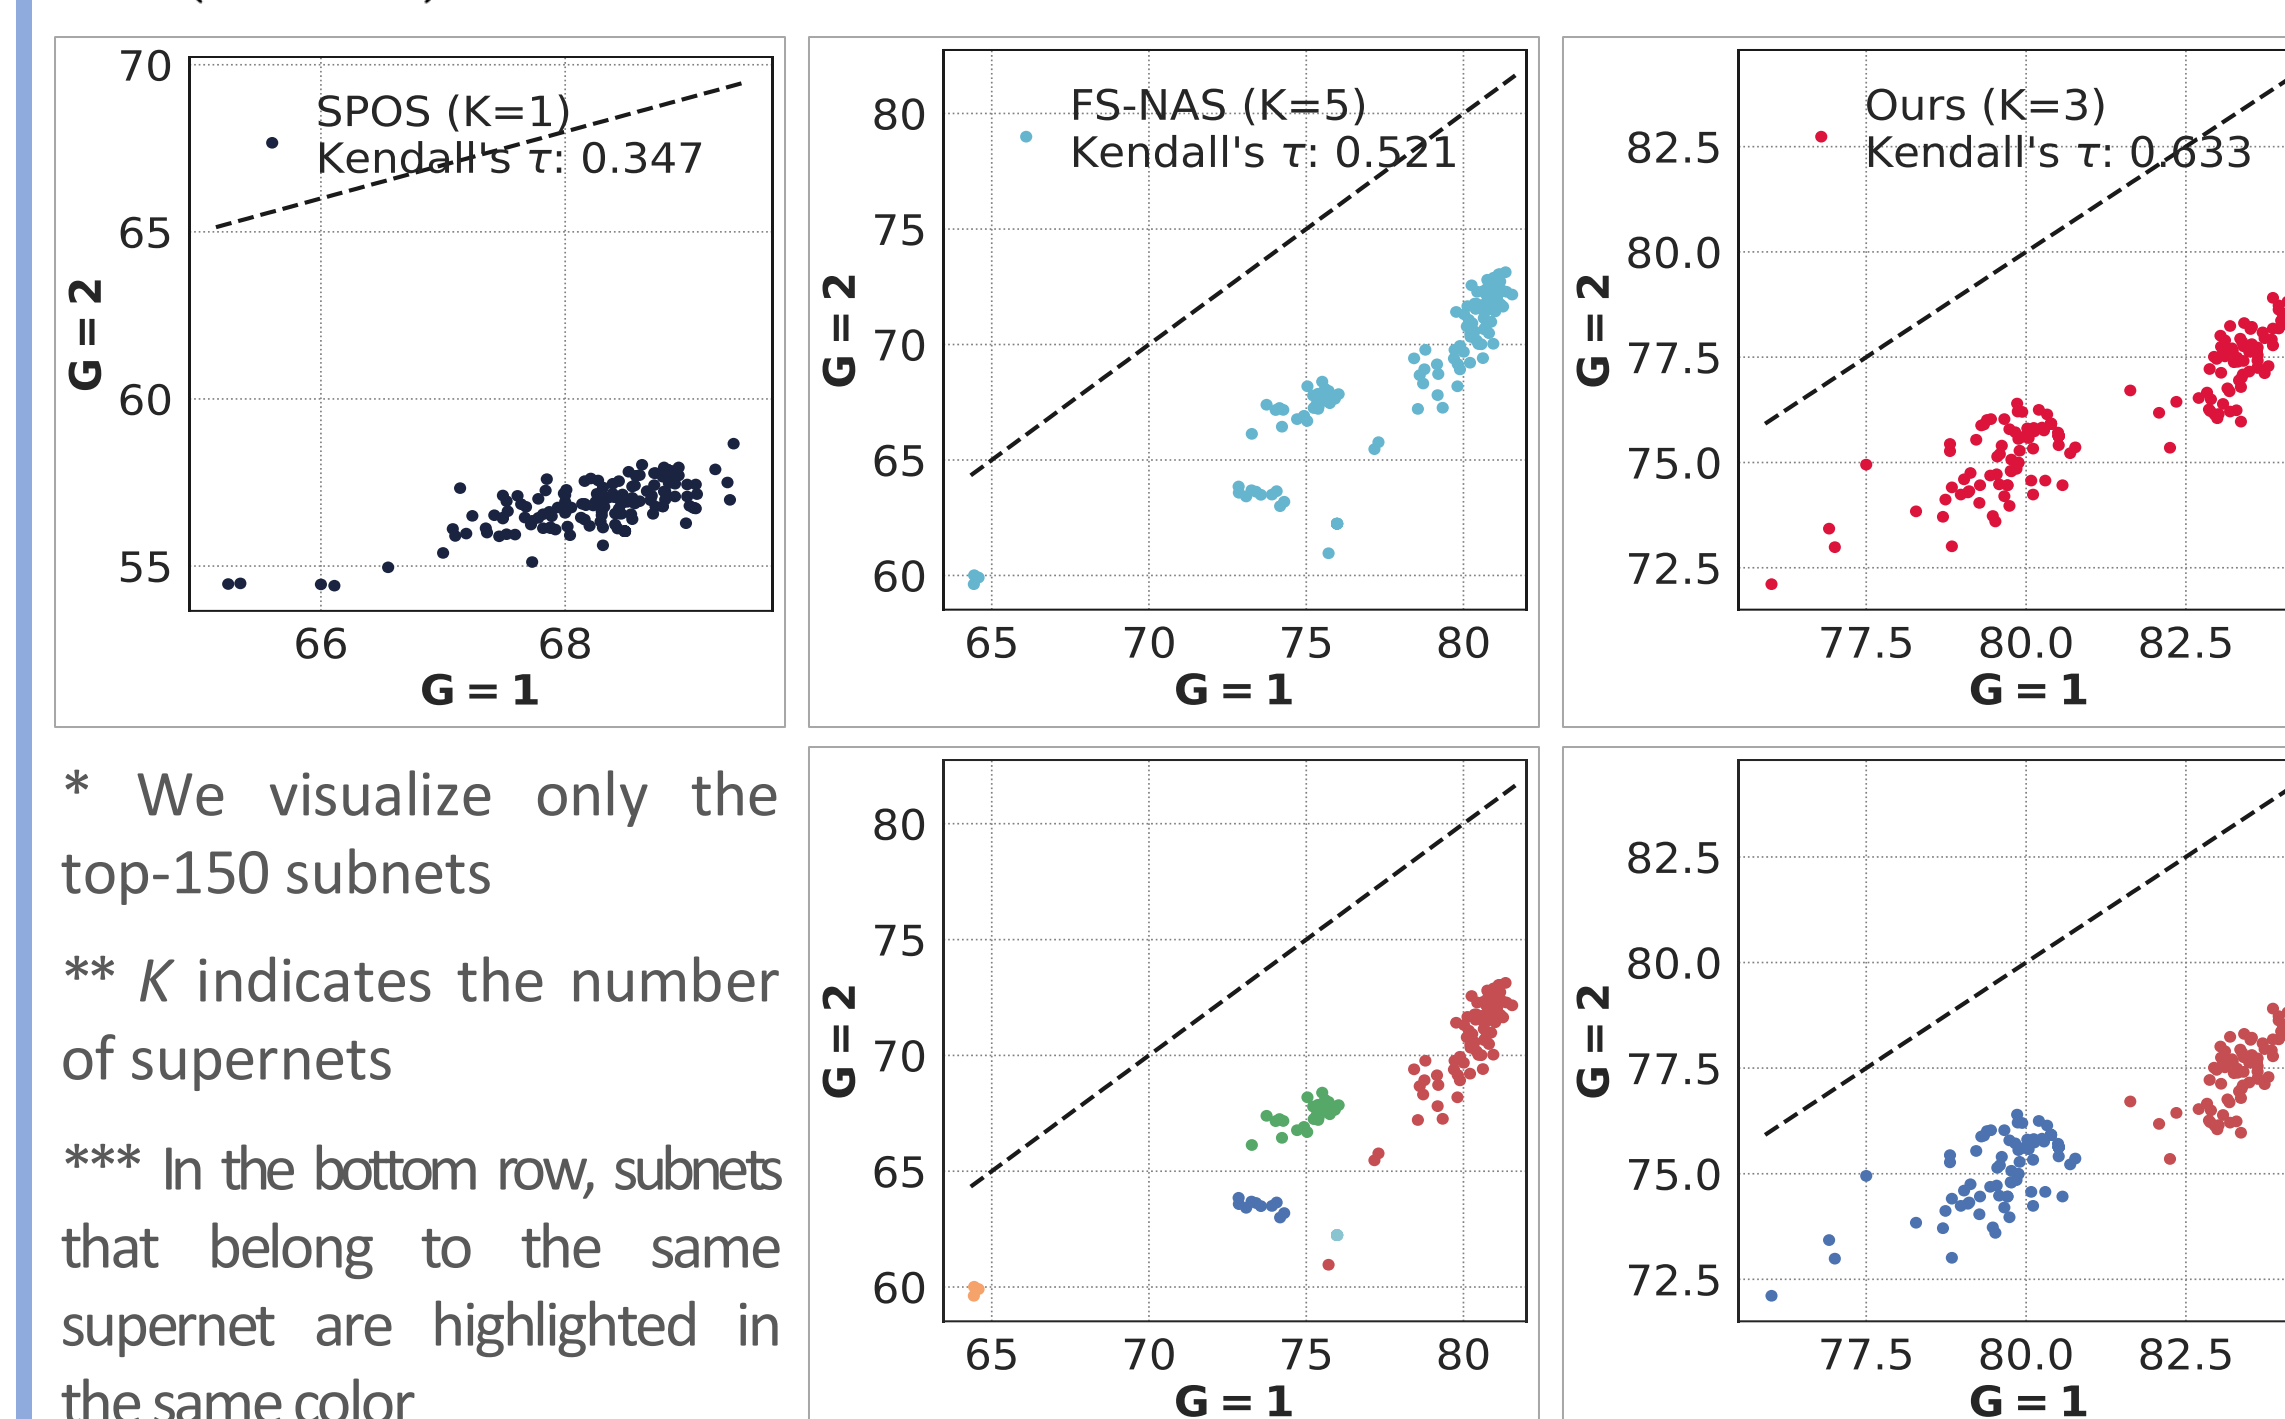 70
65
60
55
66
68
G = 2
G = 1
SPOS (K=1)
Kendall's τ: 0.347
80
75
70
65
60
65
70
75
80
G = 2
G = 1
FS-NAS (K=5)
Kendall's τ: 0.521
82.5
80.0
77.5
75.0
72.5
77.5
80.0
82.5
G = 2
G = 1
Ours (K=3)
Kendall's τ: 0.633
* We visualize only the
top-150 subnets
** K indicates the number
of supernets
*** In the bottom row, subnets
that belong to the same
supernet are highlighted in
the same color
80
75
70
65
60
65
70
75
80
G = 2
G = 1
82.5
80.0
77.5
75.0
72.5
77.5
80.0
82.5
G = 2
G = 1